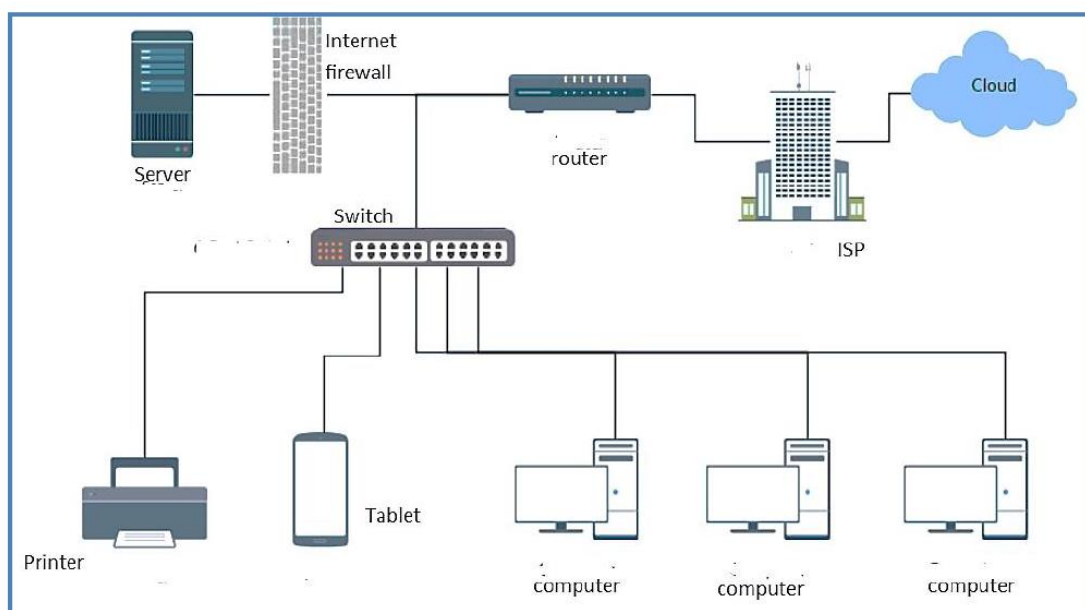 Internet
firewall
Cloud
router
Server
Switch
ISP
Tablet
Printer
computer
computer
computer